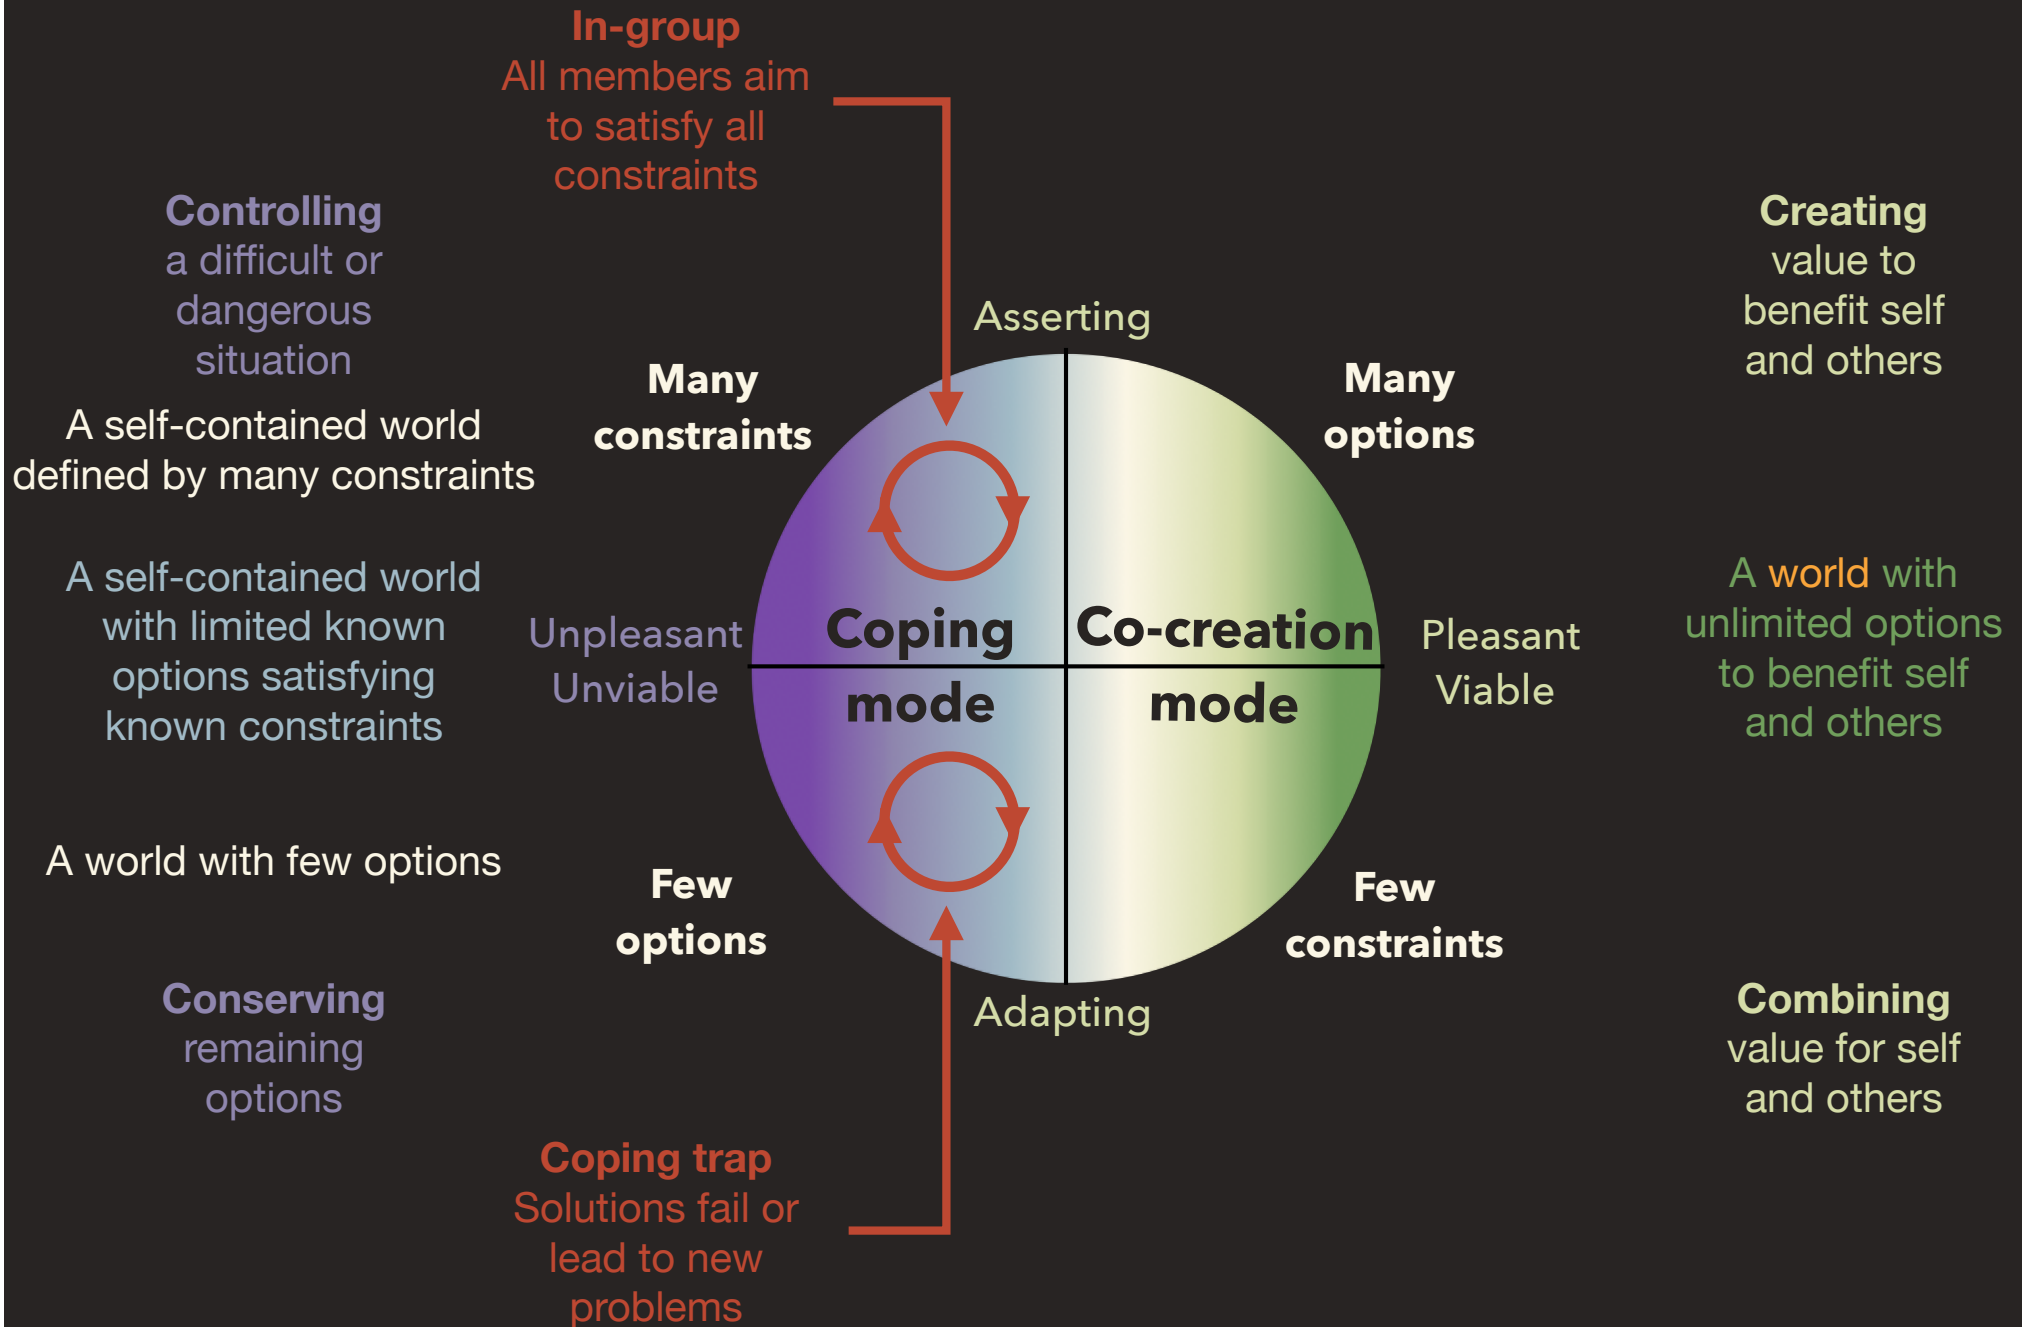 In-group
All members aim
to satisfy all
constraints
Controlling
a difficult or
dangerous
situation
A self-contained world
defined by many constraints
A self-contained world
with limited known
options satisfying
known constraints
A world with few options
Conserving
remaining
options
Many
constraints
Unpleasant
Unviable
Few
options
Asserting
Coping
mode
Co-creation
mode
Adapting
Many
options
Pleasant
Viable
Few
constraints
Creating
value to
benefit self
and others
A world with
unlimited options
to benefit self
and others
Combining
value for self
and others
Coping trap
Solutions fail or
lead to new
problems